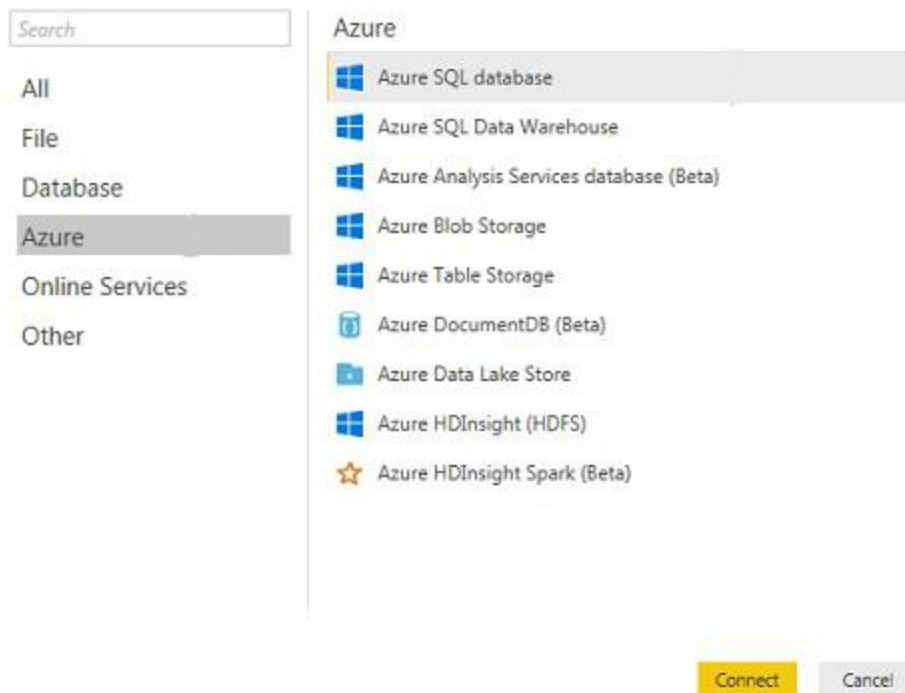 Search
All
File
Database
Azure
Online Services
Other
Azure
Azure SQL database
Azure SQL Data Warehouse
Azure Analysis Services database (Beta)
Azure Blob Storage
Azure Table Storage
Azure DocumentDB (Beta)
Azure Data Lake Store
Azure HDInsight (HDFS)
Azure HDInsight Spark (Beta)
Connect
Cancel